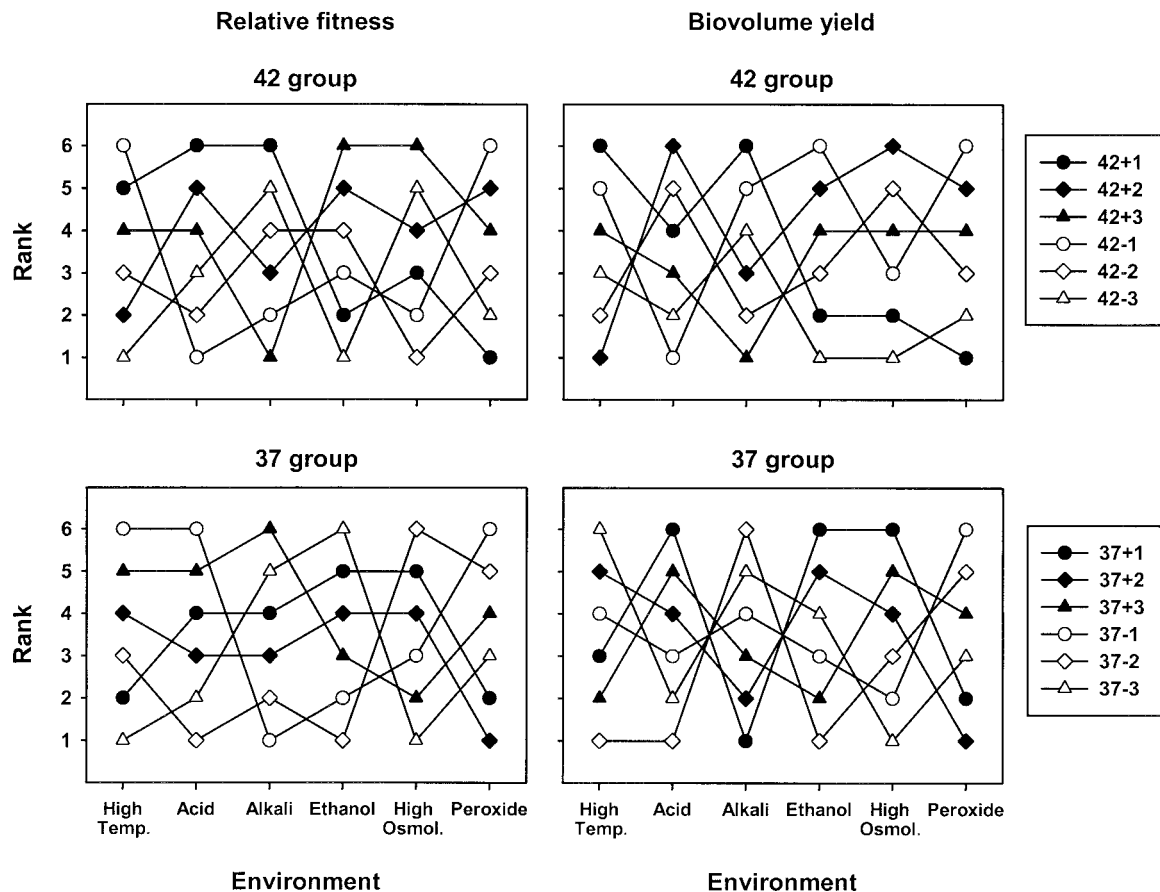 Relative fitness
Biovolume yield
42 group
42 group
Rank
6
5
4
3
2
1
42+1
42+2
42+3
42-1
42-2
42-3
37 group
37 group
Rank
6
5
4
3
2
1
37+1
37+2
37+3
37-1
37-2
37-3
High Acid Alkali Ethanol High Peroxide
Temp. Osmol.
High Acid Alkali Ethanol High Peroxide
Temp. Osmol.
Environment
Environment